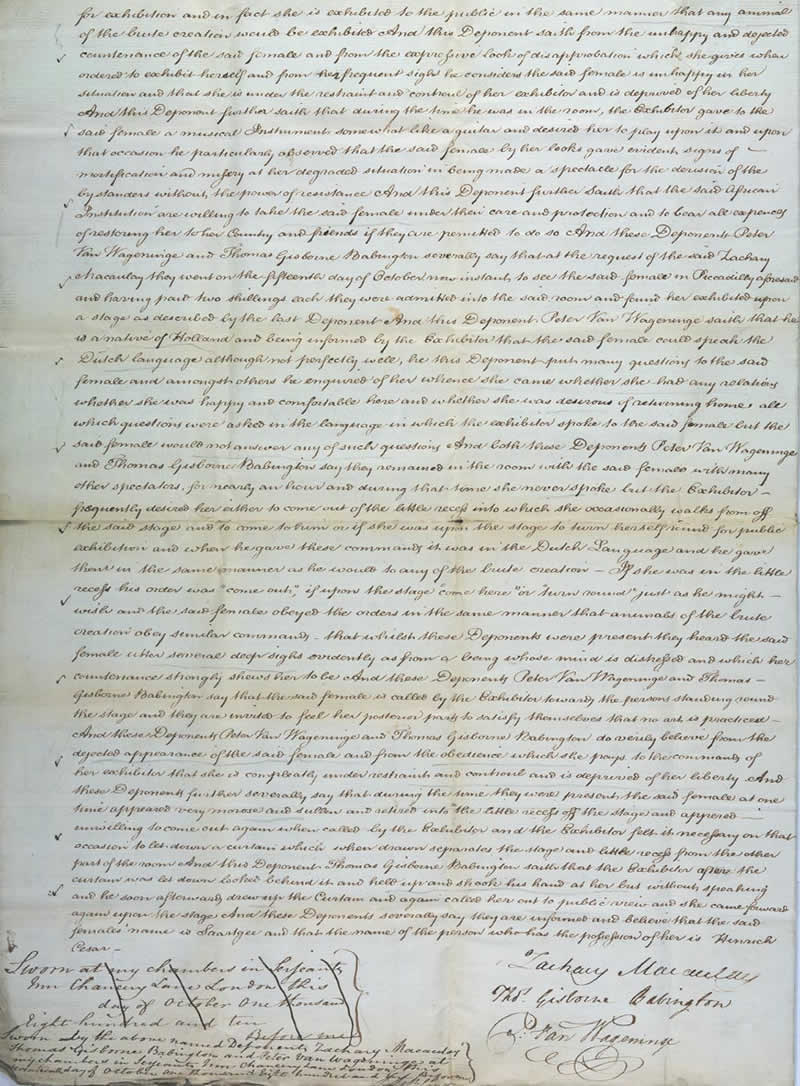 for exhibition and in fact she is exhibited to the public in the same manner that any animal
of the brute creation would be exhibited And this Deponent saith from the unhappy and dejected
countenance of the said female and from the expressive look of disapprobation which she gives when
ordered to exhibit herself and from her frequent sighs he considers the said female is unhappy in her
situation and that she is under the restraint and controul of her exhibitor and is deprived of her liberty
And this Deponent further saith that during the time he was in the room, the Exhibitor gave to the
said female a musical Instrument somewhat like a guitar and desired her to play upon it and upon
that occasion he particularly observed that the said female by her looks gave evident signs of —
mortification and misery at her degraded situation in being made a spectacle for the derision of the
bystanders without the power of resistance And this Deponent further Saith that the said African
Institution are willing to take the said female under their care and protection and to bear all expences
of restoring her to her Country and friends if they are permitted to do so And these Deponents Peter
Van Wageninge and Thomas Gisborne Babington severally say that at the request of the said Zachary
Macaulay they went on the fifteenth day of October now instant, to see the said female in Piccadilly aforesaid
and having paid two shillings each they were admitted into the said room and found her exhibited upon
a stage as described by the last Deponent And this Deponent Peter Van Wageninge saith that he
is a native of Holland and being informed by the Exhibitor that the said female could speak the
Dutch language although not perfectly well, he this Deponent put many questions to the said
female and amongst others he enquired of her whence she came whether she had any relations
whether she was happy and comfortable here and whether she was desirous of returning home, all
which questions were asked in the language in which the exhibitor spoke to the said female but the
said female would not answer any of such questions And both these Deponents Peter Van Wageninge
and Thomas Gisborne Babington say they remained in the room with the said female with many
other spectators, for nearly an hour and during that time she never spoke but the Exhibitor —
frequently desired her either to come out of the little recess into which she occasionally walks from off
the said stage and to come to him or if she was upon the stage to turn herself round for public
exhibition and when he gave these commands it was in the Dutch Language and he gave
them in the same manner as he would to any of the brute creation — If she was in the little
recess his order was "come out," if upon the stage "come here" or "turn round" just as he might —
wish and the said female obeyed the orders in the same manner that animals of the brute
creation obey similar commands - that whilst these Deponents were present they heard the said
female utter several deep sighs evidently as from a being whose mind is distressed and which her
countenance strongly shews her to be And these Deponents Peter Van Wageninge and Thomas —
Gisborne Babington say that the said female is called by the Exhibitor towards the persons standing round
the stage and they are invited to feel her posterior parts to satisfy themselves that no art is practiced —
And these Deponents Peter Van Wageninge and Thomas Gisborne Babington do verily believe from the
dejected appearance of the said female and from the obedience which she pays to the commands of
her exhibitor that she is compleatly under restraint and controul and is deprived of her liberty And
these Deponents further severally say that during the time they were present, the said female at one
time appeared very morose and sullen and retired into the little recess off the stage and appered —
unwilling to come out again when called by the Exhibitor and the Exhibitor felt it necessary on that
occasion to let down a curtain which when drawn separates the stage and little recess from the other
part of the room And this Deponent Thomas Gisborne Babington saith that the Exhibitor after the
curtain was let down looked behind it and held up and shook his hand at her but without speaking
and he soon afterwards drew up the Curtain and again called her out to public view and she came forward
again upon the stage And these Deponents severally say they are informed and believe that the said
females name is Saartgee and that the name of the person who has the possession of her is Hinrich
Cesar —
Sworn at my chambers in Serjeants
Inn Chancery Lane London this
day of October One thousand
Eight hundred and ten
Before me
Sworn by the above named Deponents Zachary Macaulay
Thomas Gisborne Babington and Peter Van Wageninge at
my chambers in Serjeants Inn Chancery Lane London this
day of October One thousand Eight hundred and ten Before
Zachary Macaulay
Thos. Gisborne Babington
P. Van Wageninge